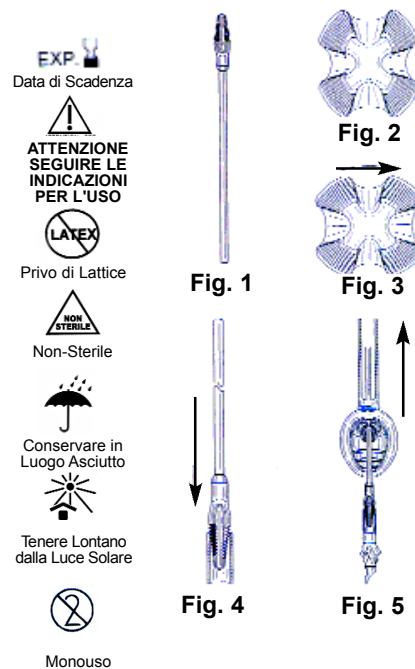 EXP.
Data di Scadenza
ATTENZIONE
SEGUIRE LE
INDICAZIONI
PER L'USO
LATEX
Privo di Lattice
NON
STERILE
Non-Sterile
Conservare in
Luogo Asciutto
Tenere Lontano
dalla Luce Solare
2
Monouso
Fig. 1
Fig. 2
Fig. 3
Fig. 4
Fig. 5